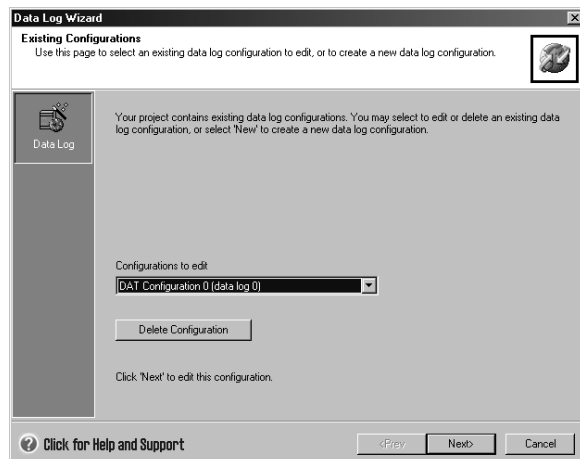 Data Log Wizard
Existing Configurations
Use this page to select an existing data log configuration to edit, or to create a new data log configuration.
Data Log
Your project contains existing data log configurations. You may select to edit or delete an existing data
log configuration, or select 'New' to create a new data log configuration.
Configurations to edit
DAT Configuration 0 (data log 0)
Delete Configuration
Click 'Next' to edit this configuration.
Click for Help and Support
<Prev
Next>
Cancel